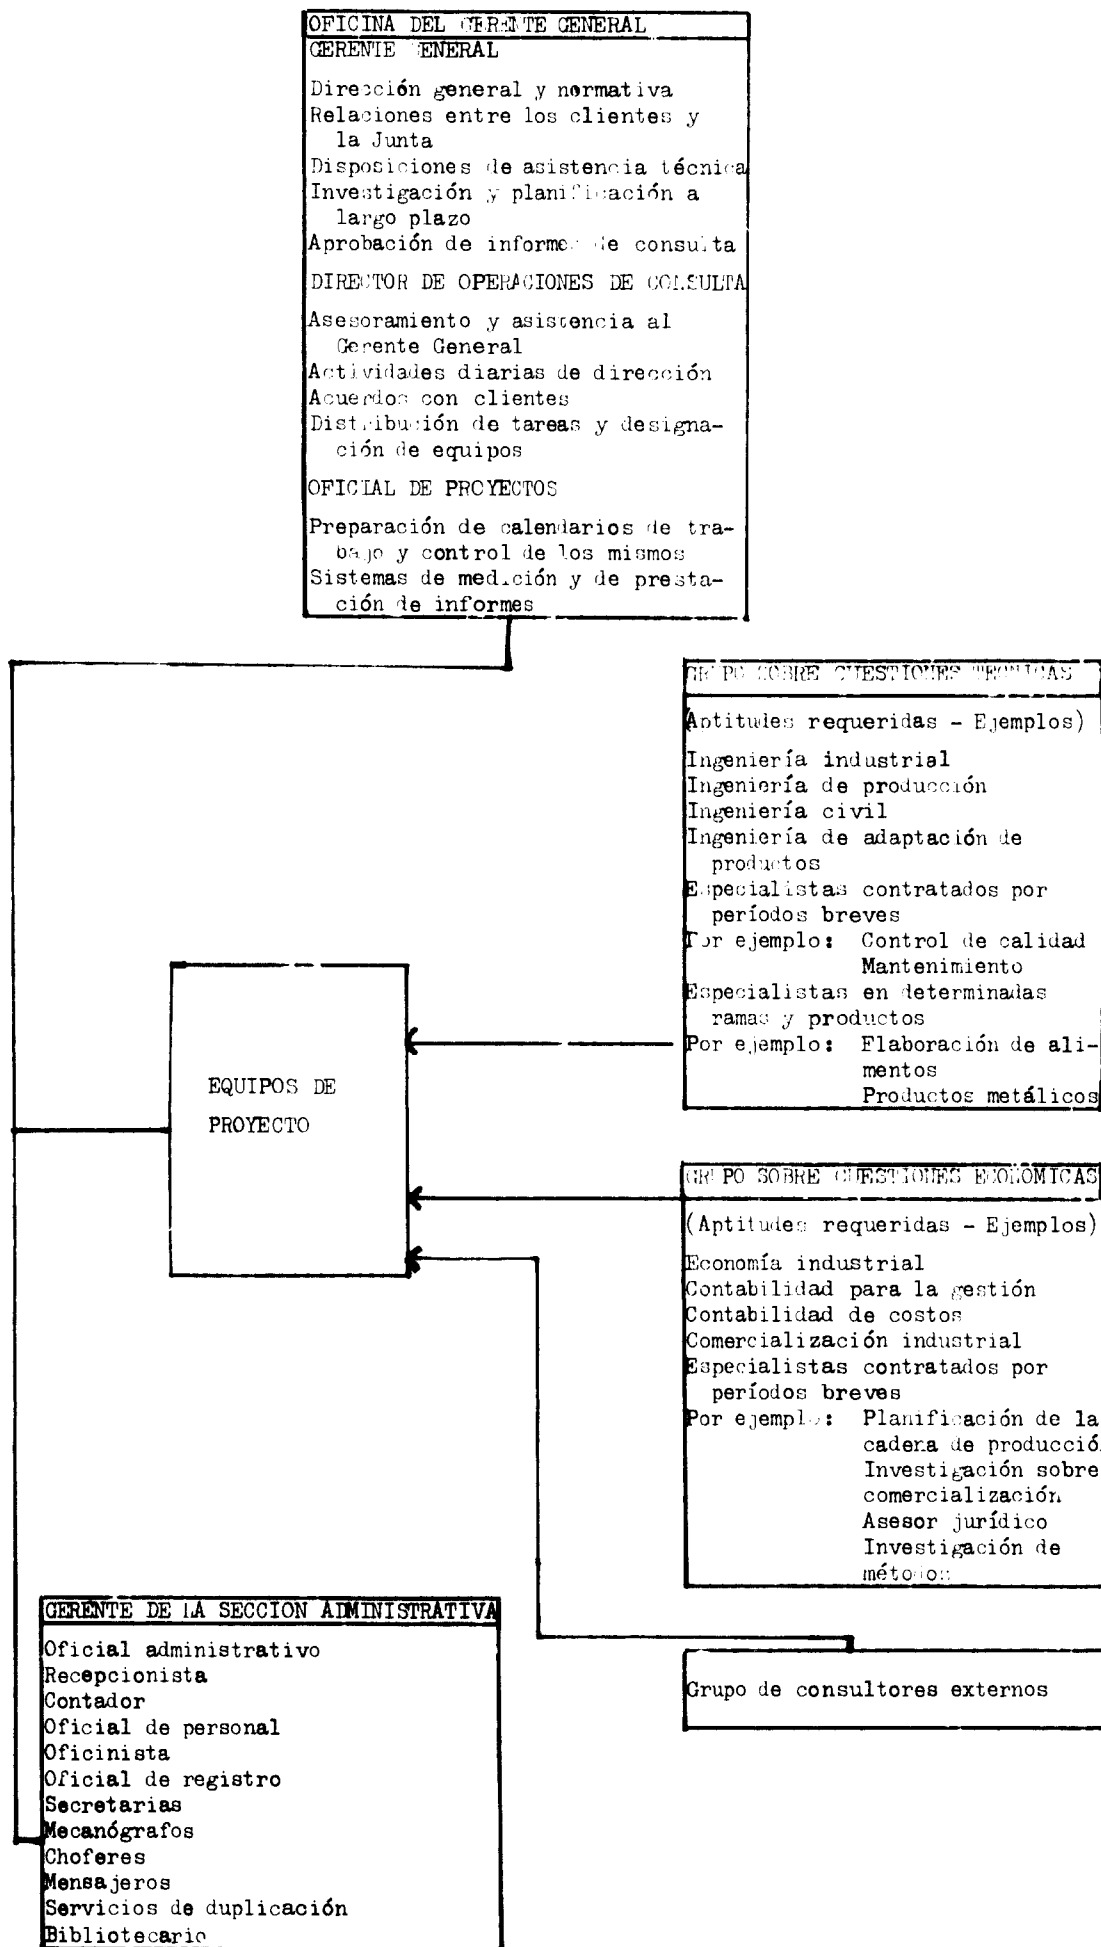 OFICINA DEL GERENTE GENERAL
GERENTE GENERAL
Dirección general y normativa
Relaciones entre los clientes y
la Junta
Disposiciones de asistencia técnica
Investigación y planificación a
largo plazo
Aprobación de informes de consulta
DIRECTOR DE OPERACIONES DE CONSULTA
Asesoramiento y asistencia al
Gerente General
Actividades diarias de dirección
Acuerdos con clientes
Distribución de tareas y designa-
ción de equipos
OFICIAL DE PROYECTOS
Preparación de calendarios de tra-
bajo y control de los mismos
Sistemas de medición y de presta-
ción de informes
GRUPO SOBRE CUESTIONES TECNICAS
(Aptitudes requeridas - Ejemplos)
Ingeniería industrial
Ingeniería de producción
Ingeniería civil
Ingeniería de adaptación de
productos
Especialistas contratados por
períodos breves
Por ejemplo: Control de calidad
Mantenimiento
Especialistas en determinadas
ramas y productos
Por ejemplo: Elaboración de ali-
mentos
Productos metálicos
EQUIPOS DE
PROYECTO
GRUPO SOBRE CUESTIONES ECONOMICAS
(Aptitudes requeridas - Ejemplos)
Economía industrial
Contabilidad para la gestión
Contabilidad de costos
Comercialización industrial
Especialistas contratados por
períodos breves
Por ejemplo: Planificación de la
cadena de producción
Investigación sobre
comercialización
Asesor jurídico
Investigación de
métodos
Grupo de consultores externos
GERENTE DE LA SECCION ADMINISTRATIVA
Oficial administrativo
Recepcionista
Contador
Oficial de personal
Oficinista
Oficial de registro
Secretarias
Mecanógrafos
Choferes
Mensajeros
Servicios de duplicación
Bibliotecario